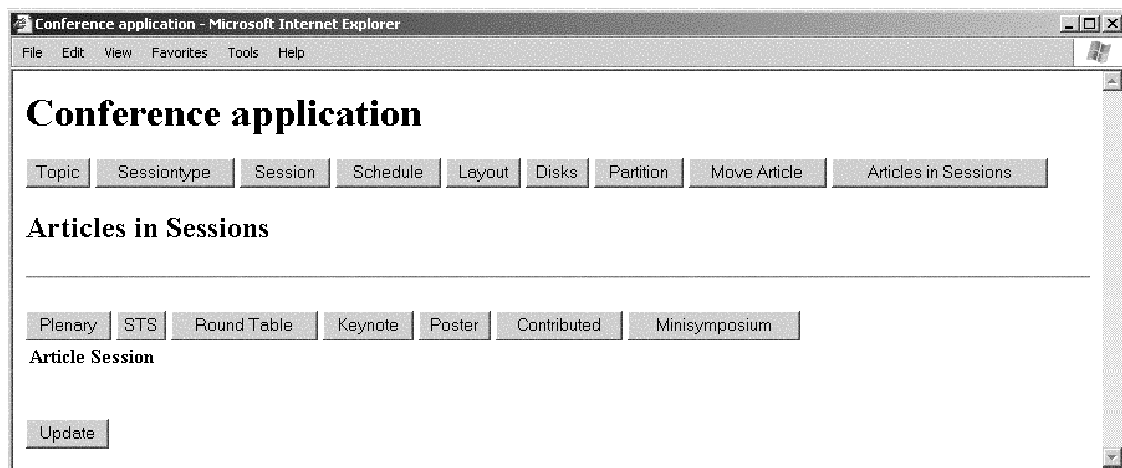 Conference application - Microsoft Internet Explorer
File Edit View Favorites Tools Help
Conference application
Topic Sessiontype Session Schedule Layout Disks Partition Move Article Articles in Sessions
Articles in Sessions
Plenary STS Round Table Keynote Poster Contributed Minisymposium
Article Session
Update